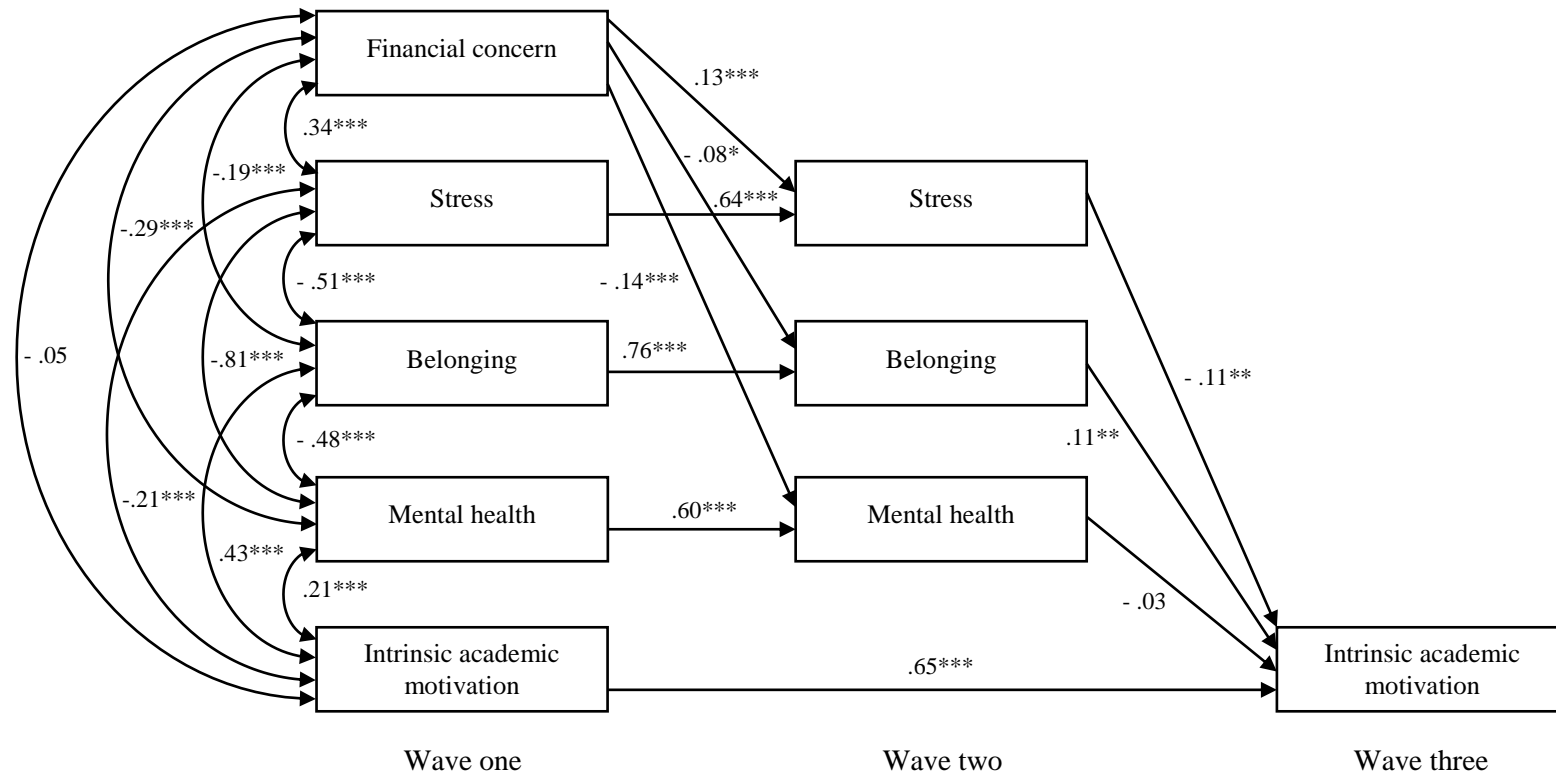 Financial concern
.13***
.34***
- .08*
-.19***
Stress
.64***
Stress
-.29***
- .51***
- .14***
- .05
-.81***
Belonging
.76***
Belonging
- .11**
- .48***
.11**
-.21***
Mental health
.60***
Mental health
.43***
.21***
- .03
Intrinsic academic
motivation
.65***
Intrinsic academic
motivation
Wave one
Wave two
Wave three